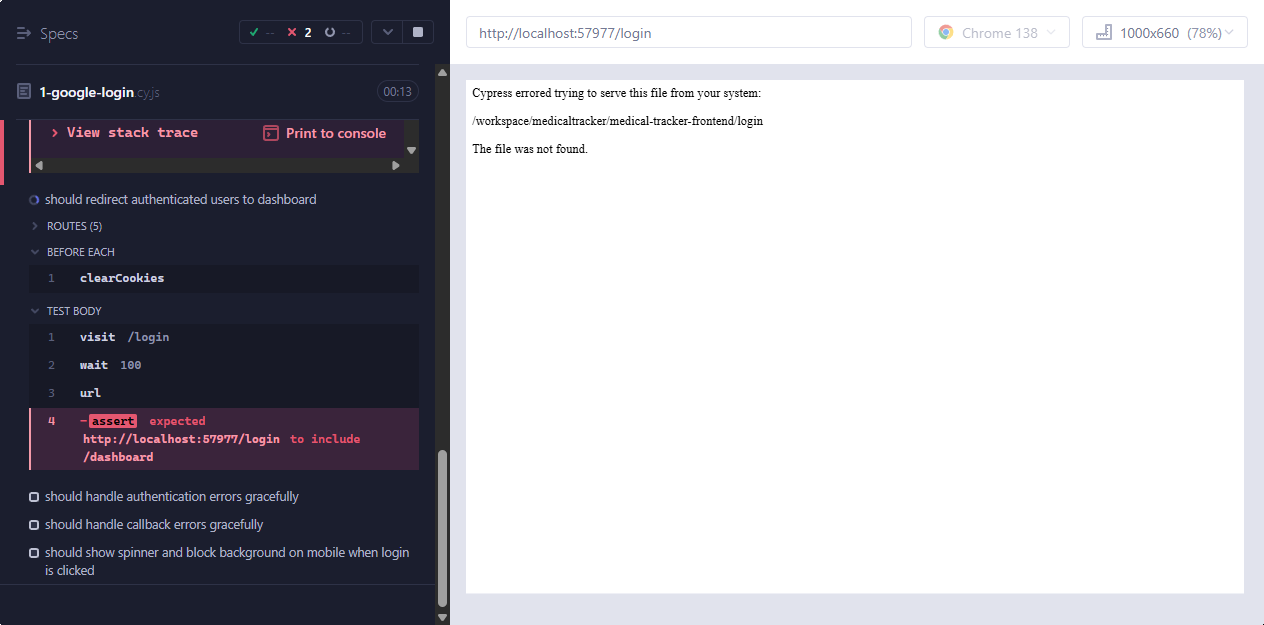 Specs
-- 2 --
1-google-login.cy.js 00:13
View stack trace Print to console
should redirect authenticated users to dashboard
ROUTES (5)
BEFORE EACH
1 clearCookies
TEST BODY
1 visit /login
2 wait 100
3 url
4 -assert expected
http://localhost:57977/login to include
/dashboard
should handle authentication errors gracefully
should handle callback errors gracefully
should show spinner and block background on mobile when login
is clicked
http://localhost:57977/login
Chrome 138
1000x660 (78%)
Cypress errored trying to serve this file from your system:
/workspace/medicaltracker/medical-tracker-frontend/login
The file was not found.